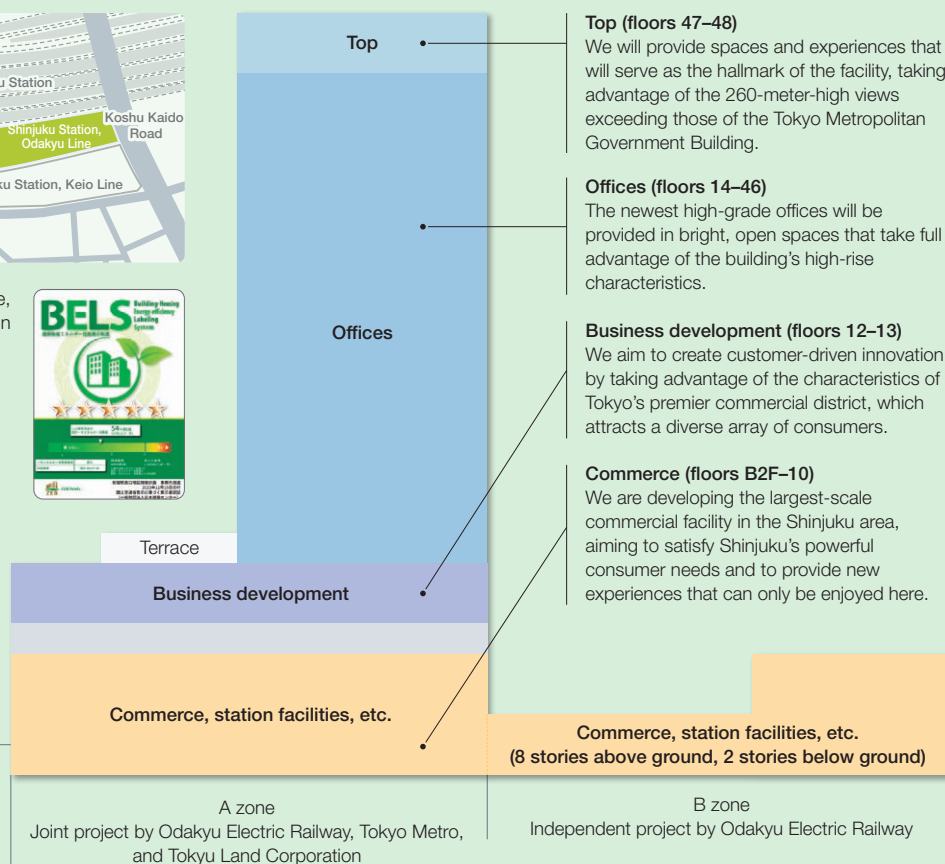 u Station
Shinjuku Station,
Odakyu Line
Koshu Kaido
Road
ku Station, Keio Line
e,
n
BELS
Building-Housing
Energy-efficiency
Labeling
System
Top
Offices
Terrace
Business development
Commerce, station facilities, etc.
Commerce, station facilities, etc.
(8 stories above ground, 2 stories below ground)
A zone
Joint project by Odakyu Electric Railway, Tokyo Metro,
and Tokyu Land Corporation
B zone
Independent project by Odakyu Electric Railway
Top (floors 47–48)
We will provide spaces and experiences that
will serve as the hallmark of the facility, taking
advantage of the 260-meter-high views
exceeding those of the Tokyo Metropolitan
Government Building.
Offices (floors 14–46)
The newest high-grade offices will be
provided in bright, open spaces that take full
advantage of the building’s high-rise
characteristics.
Business development (floors 12–13)
We aim to create customer-driven innovation
by taking advantage of the characteristics of
Tokyo’s premier commercial district, which
attracts a diverse array of consumers.
Commerce (floors B2F–10)
We are developing the largest-scale
commercial facility in the Shinjuku area,
aiming to satisfy Shinjuku’s powerful
consumer needs and to provide new
experiences that can only be enjoyed here.